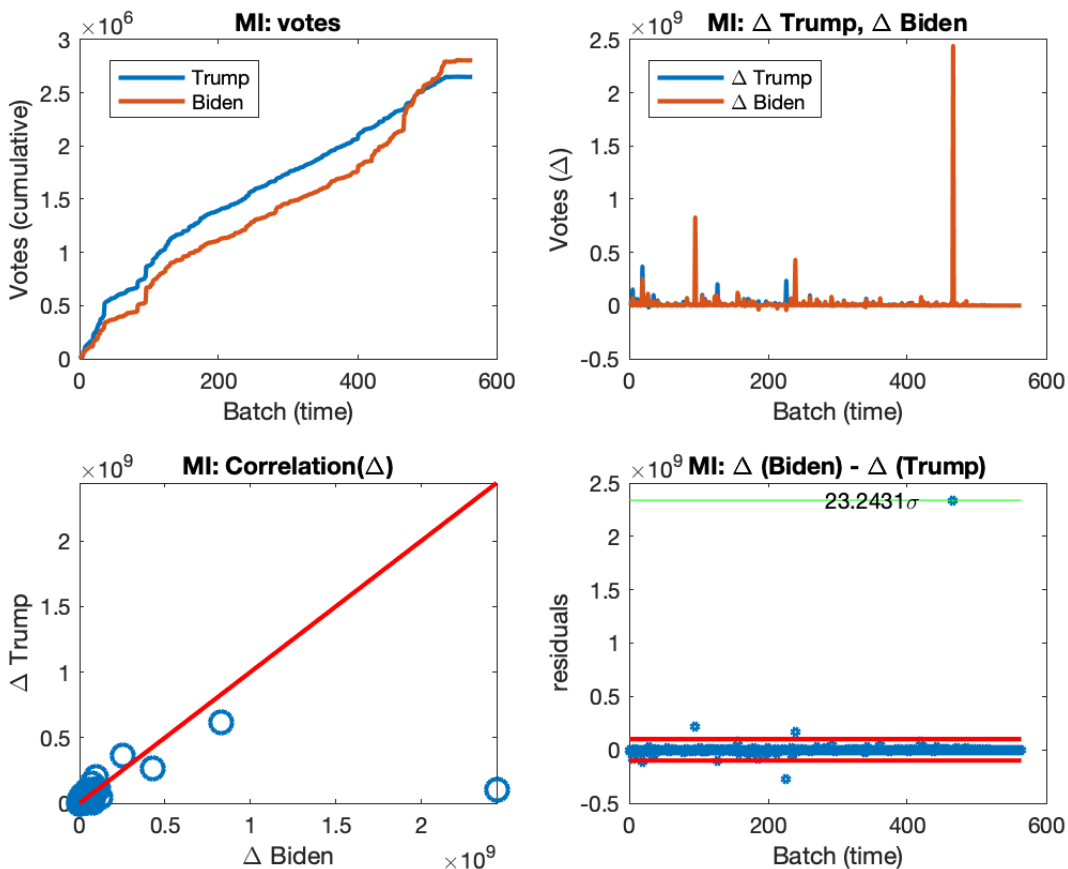 MI: votes
×10^6
Votes (cumulative)
3
2.5
2
1.5
1
0.5
0
Trump
Biden
0 200 400 600
Batch (time)
MI: Δ Trump, Δ Biden
×10^9
Votes (Δ)
2.5
2
1.5
1
0.5
0
-0.5
Δ Trump
Δ Biden
0 200 400 600
Batch (time)
MI: Correlation(Δ)
×10^9
Δ Trump
2
1.5
1
0.5
0
0 0.5 1 1.5 2
Δ Biden
×10^9
MI: Δ (Biden) - Δ (Trump)
×10^9
residuals
2.5
2
1.5
1
0.5
0
-0.5
23.2431σ
0 200 400 600
Batch (time)